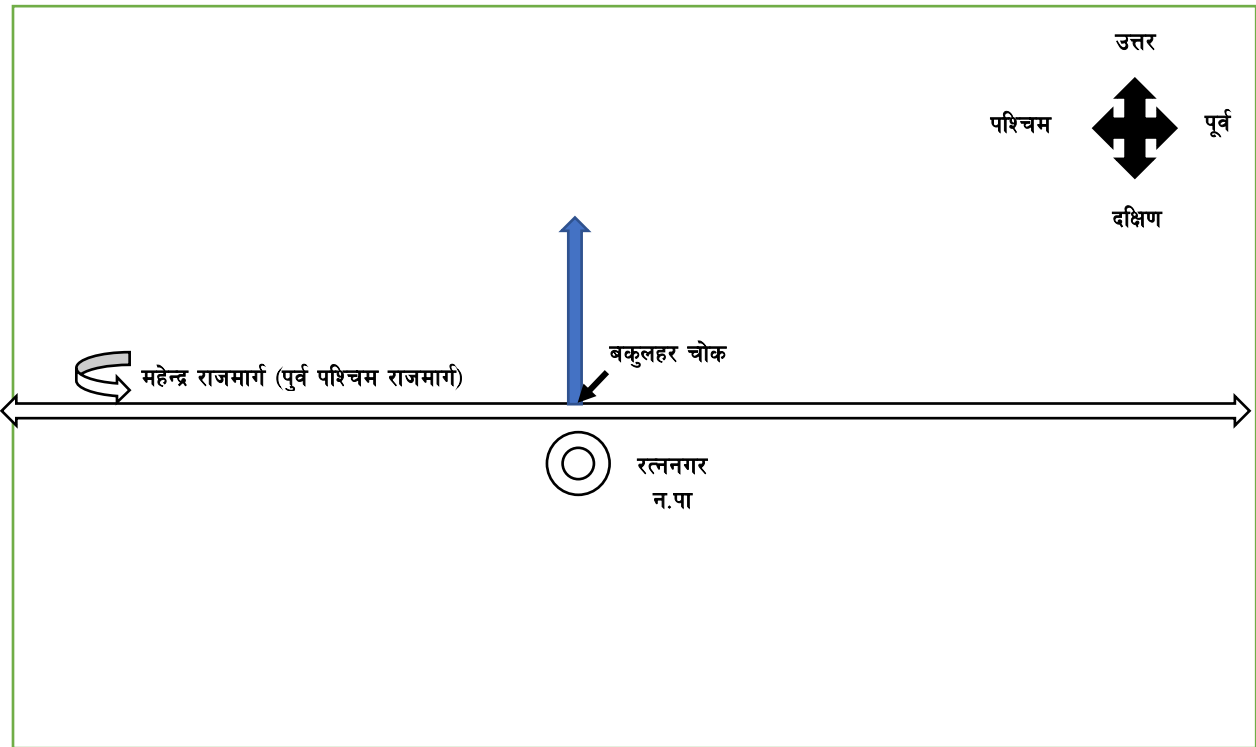 उत्तर
पश्चिम
पूर्व
दक्षिण
बकुलहर चोक
महेन्द्र राजमार्ग (पुर्व पश्चिम राजमार्ग)
रत्ननगर
न.पा